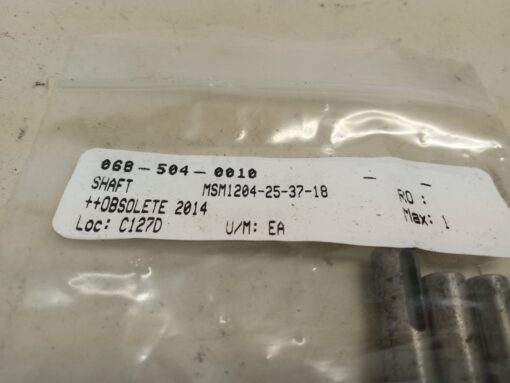 068-504-0010 - -
SHAFT MSM1204-25-37-18 RO :
++OBSOLETE 2014 Max: 1
Loc: C127D U/M: EA